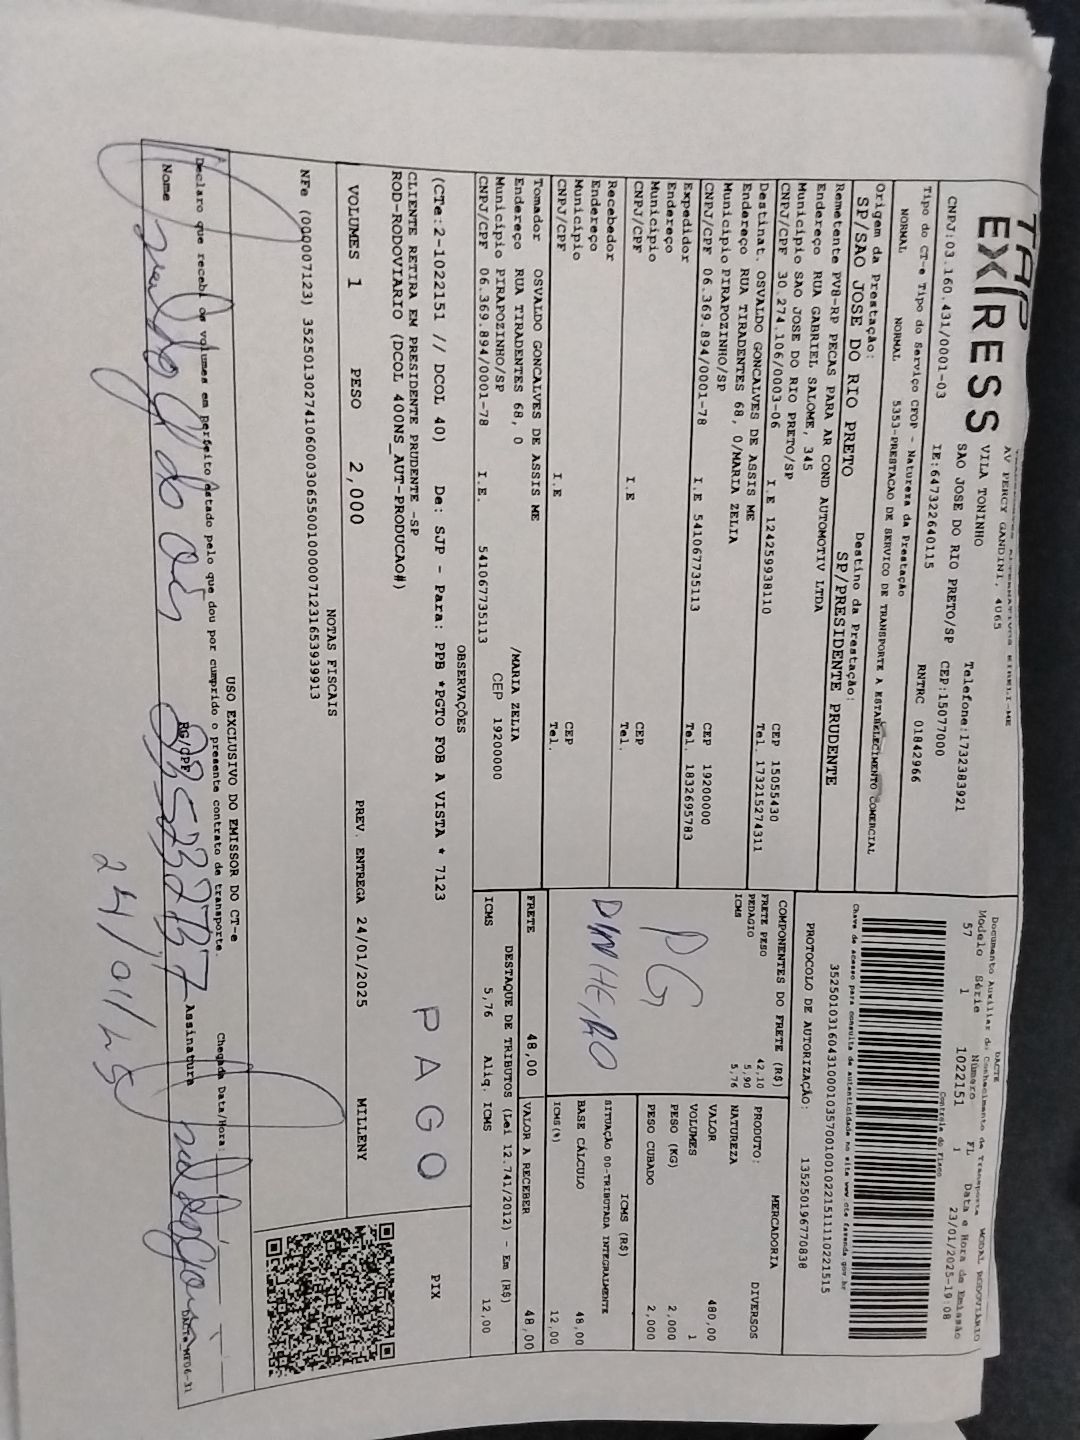 TAP
EXPRESS
AV PERCY GANDINI, 4065
VILA TONINHO
SAO JOSE DO RIO PRETO/SP
CNPJ:03.160.431/0001-03
IE:647322640115
Telefone:1732383921
CEP:15077000
RNTRC 01842966
Tipo do CT-e Tipo do Serviço CFOP - Natureza da Prestação
NORMAL NORMAL 5353-PRESTACAO DE SERVICO DE TRANSPORTE A ESTABELECIMENTO COMERCIAL
Origem da Prestação: Destino da Prestação:
SP/SAO JOSE DO RIO PRETO SP/PRESIDENTE PRUDENTE
Remetente PV8-RP PECAS PARA AR COND AUTOMOTIV LTDA
Endereço RUA GABRIEL SALOME, 345
Município SAO JOSE DO RIO PRETO/SP CEP 15055430
CNPJ/CPF 30.274.106/0003-06 I.E 124259938110 Tel. 173215274311
Destinat. OSVALDO GONCALVES DE ASSIS ME
Endereço RUA TIRADENTES 68, 0/MARIA ZELIA
Município PIRAPOZINHO/SP CEP 19200000
CNPJ/CPF 06.369.894/0001-78 I.E 541067735113 Tel. 1832695783
Expedidor
Endereço
Município CEP
CNPJ/CPF I.E Tel.
Recebedor
Endereço
Município CEP
CNPJ/CPF I.E Tel.
Tomador OSVALDO GONCALVES DE ASSIS ME
Endereço RUA TIRADENTES 68, 0 /MARIA ZELIA
Município PIRAPOZINHO/SP CEP 19200000
CNPJ/CPF 06.369.894/0001-78 I.E. 541067735113
DACTE
Documento Auxiliar do Conhecimento de Transporte
MODAL RODOVIÁRIO
Modelo Série Número FL Data e Hora de Emissão
57 1 1022151 1 23/01/2025-19:08
Controle do Fisco
Chave de acesso para consulta de autenticidade no site www.cte.fazenda.gov.br
35250103160431000103570010010221511110221515
PROTOCOLO DE AUTORIZAÇÃO: 135250196770838
COMPONENTES DO FRETE (R$)
FRETE PESO 42,10
PEDAGIO 5,90
ICMS 5,76
PG
DINHEIRO
FRETE 48,00
MERCADORIA
PRODUTO: DIVERSOS
NATUREZA
VALOR 480,00
VOLUMES 1
PESO (KG) 2,000
PESO CUBADO 2,000
ICMS (R$)
SITUAÇÃO 00-TRIBUTADA INTEGRALMENTE
BASE CÁLCULO 48,00
ICMS(%) 12,00
VALOR A RECEBER 48,00
DESTAQUE DE TRIBUTOS (Lei 12.741/2012) - Em (R$)
ICMS 5,76 Aliq. ICMS 12,00
OBSERVAÇÕES
(CTe:2-1022151 // DCOL 40) De: SJP - Para: PPB *PGTO FOB A VISTA * 7123
CLIENTE RETIRA EM PRESIDENTE PRUDENTE -SP
ROD-RODOVIARIO (DCOL 400NS_AUT-PRODUCAO#)
PAGO
PIX
VOLUMES 1 PESO 2,000 PREV. ENTREGA 24/01/2025 MILLENY
NOTAS FISCAIS
NFe (000007123) 35250130274106000306550010000071231653939913
USO EXCLUSIVO DO EMISSOR DO CT-e
Declaro que recebi os volumes em perfeito estado pelo que dou por cumprido o presente contrato de transporte.
Chegada Data/Hora:
Nome RG/CPF Assinatura
24/01/25